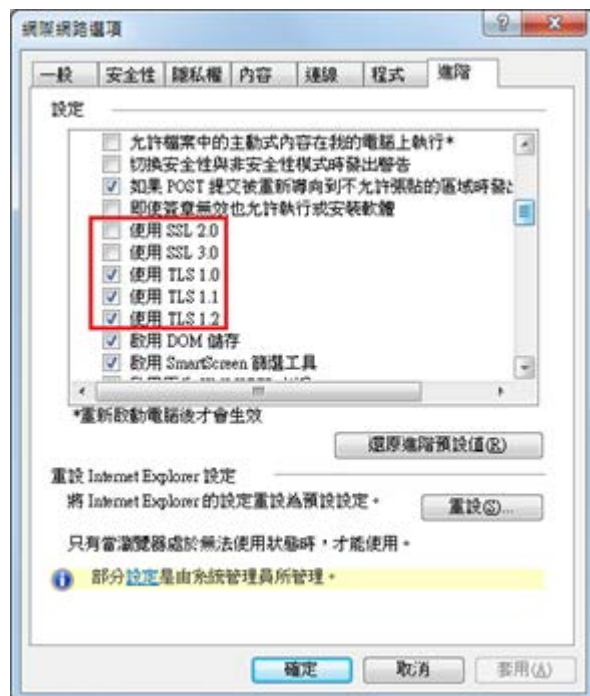 網際網路選項
一般 安全性 隱私權 內容 連線 程式 進階
設定
允許檔案中的主動式內容在我的電腦上執行*
切換安全性與非安全性模式時發出警告
如果 POST 提交被重新導向到不允許張貼的區域時發
即使簽章無效也允許執行或安裝軟體
使用 SSL 2.0
使用 SSL 3.0
使用 TLS 1.0
使用 TLS 1.1
使用 TLS 1.2
啟用 DOM 儲存
啟用 SmartScreen 篩選工具
*重新啟動電腦後才會生效
還原進階預設值(R)
重設 Internet Explorer 設定
將 Internet Explorer 的設定重設為預設設定。
重設(S)...
只有當瀏覽器處於無法使用狀態時，才能使用。
部分設定是由系統管理員所管理。
確定 取消 套用(A)